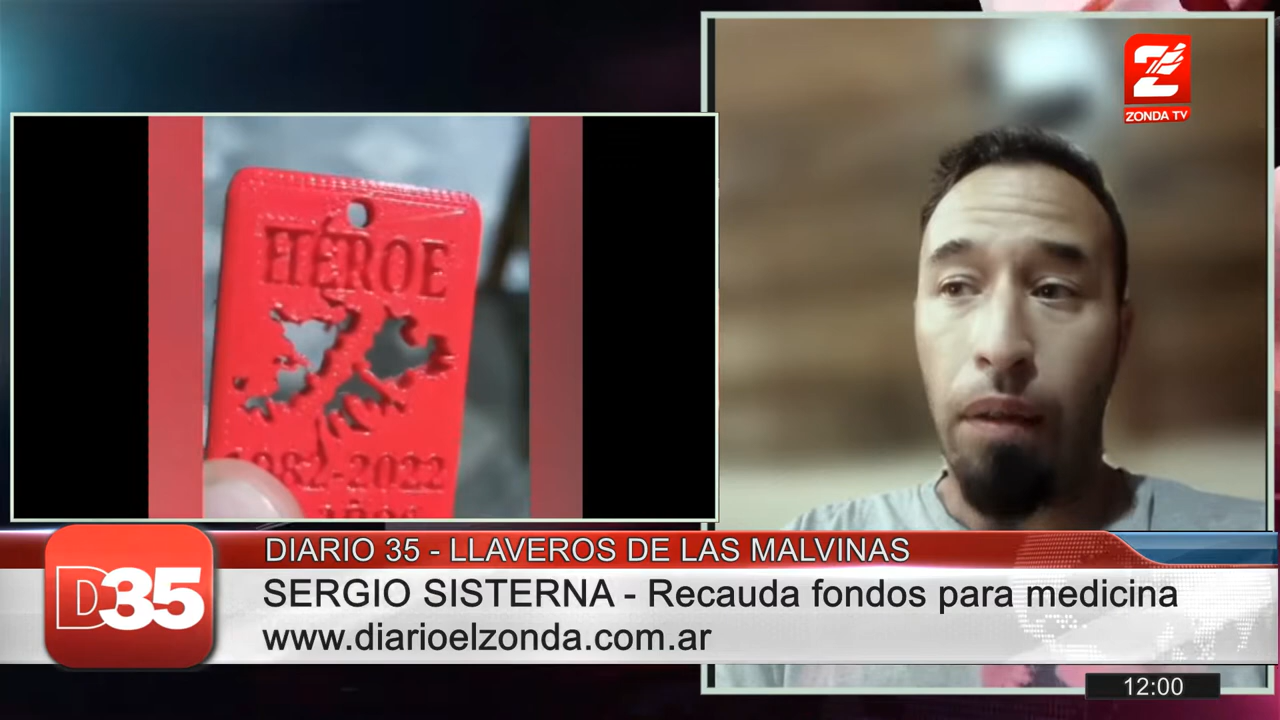 ZONDA TV
HÉROE
1982-2022
DIARIO 35 - LLAVEROS DE LAS MALVINAS
D35
SERGIO SISTERNA - Recauda fondos para medicina
www.diarioelzonda.com.ar
12:00